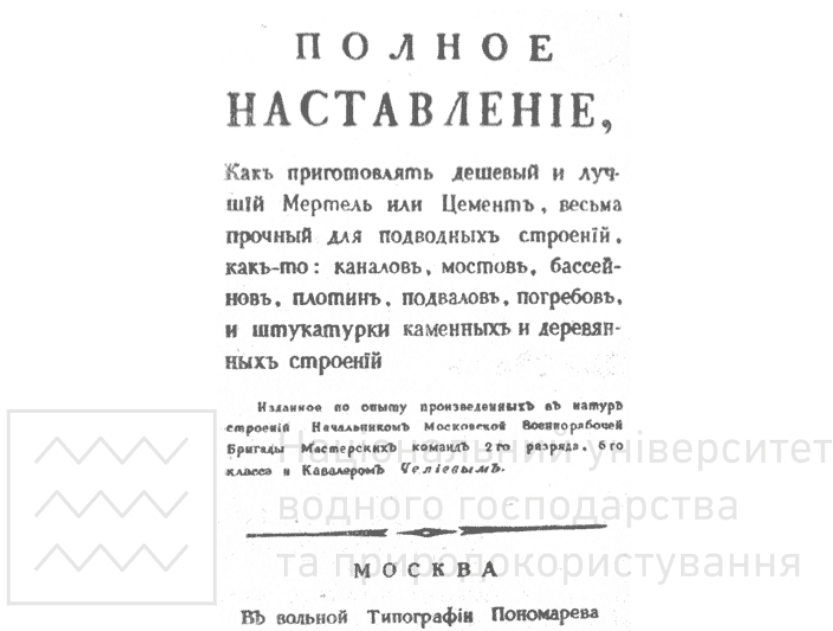 ПОЛНОЕ
НАСТАВЛЕНІЕ,
Какъ приготовлять дешевый и луч-
шій Мертель или Цементъ, весьма
прочный для подводныхъ строеній,
какъ-то: каналовъ, мостовъ, бассей-
новъ, плотинъ, подваловъ, погребовъ,
и штукатурки каменныхъ и деревян-
ныхъ строеній
Изданное по опыту произведенныхъ въ натурѣ
строеній Начальникомъ Московской Военнорабочей
Бригады Мастерскихъ командъ 2го разряда, 6го
класса и Кавалеромъ Челіевымъ.
МОСКВА
Въ вольной Типографіи Пономарева
Національний університет
водного господарства
та природокористування